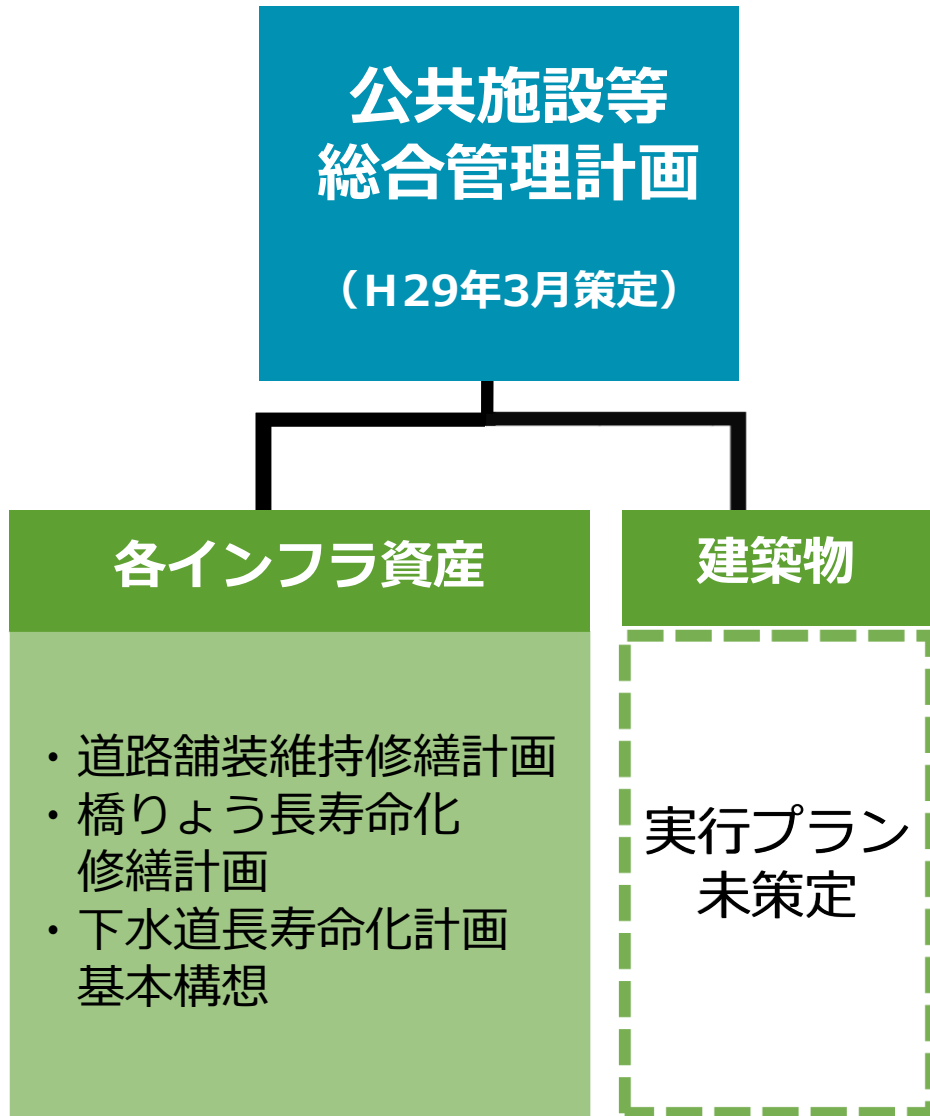 公共施設等
総合管理計画
（Ｈ29年3月策定）
各インフラ資産
・道路舗装維持修繕計画
・橋りょう長寿命化
修繕計画
・下水道長寿命化計画
基本構想
建築物
実行プラン
未策定